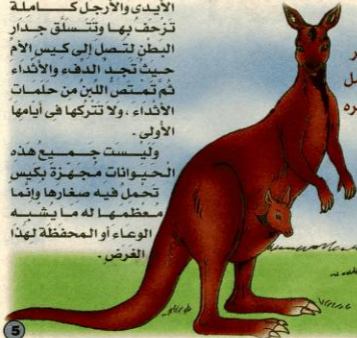 الأيدى والأرجل كاملة
تزحف بها وتتسلق جدار
البطن لتصل إلى كيس الأم
حيث تجد الدفء والأثداء
ثم تمتص اللبن من حلمات
الأثداء ، ولا تتركها فى أيامها
الأولى .
وليست جميع هذه
الحيوانات مجهزة بكيس
تحمل فيه صغارها وإنما
معظمها له ما يشبه
الوعاء أو المحفظة لهذا
الغرض .
5